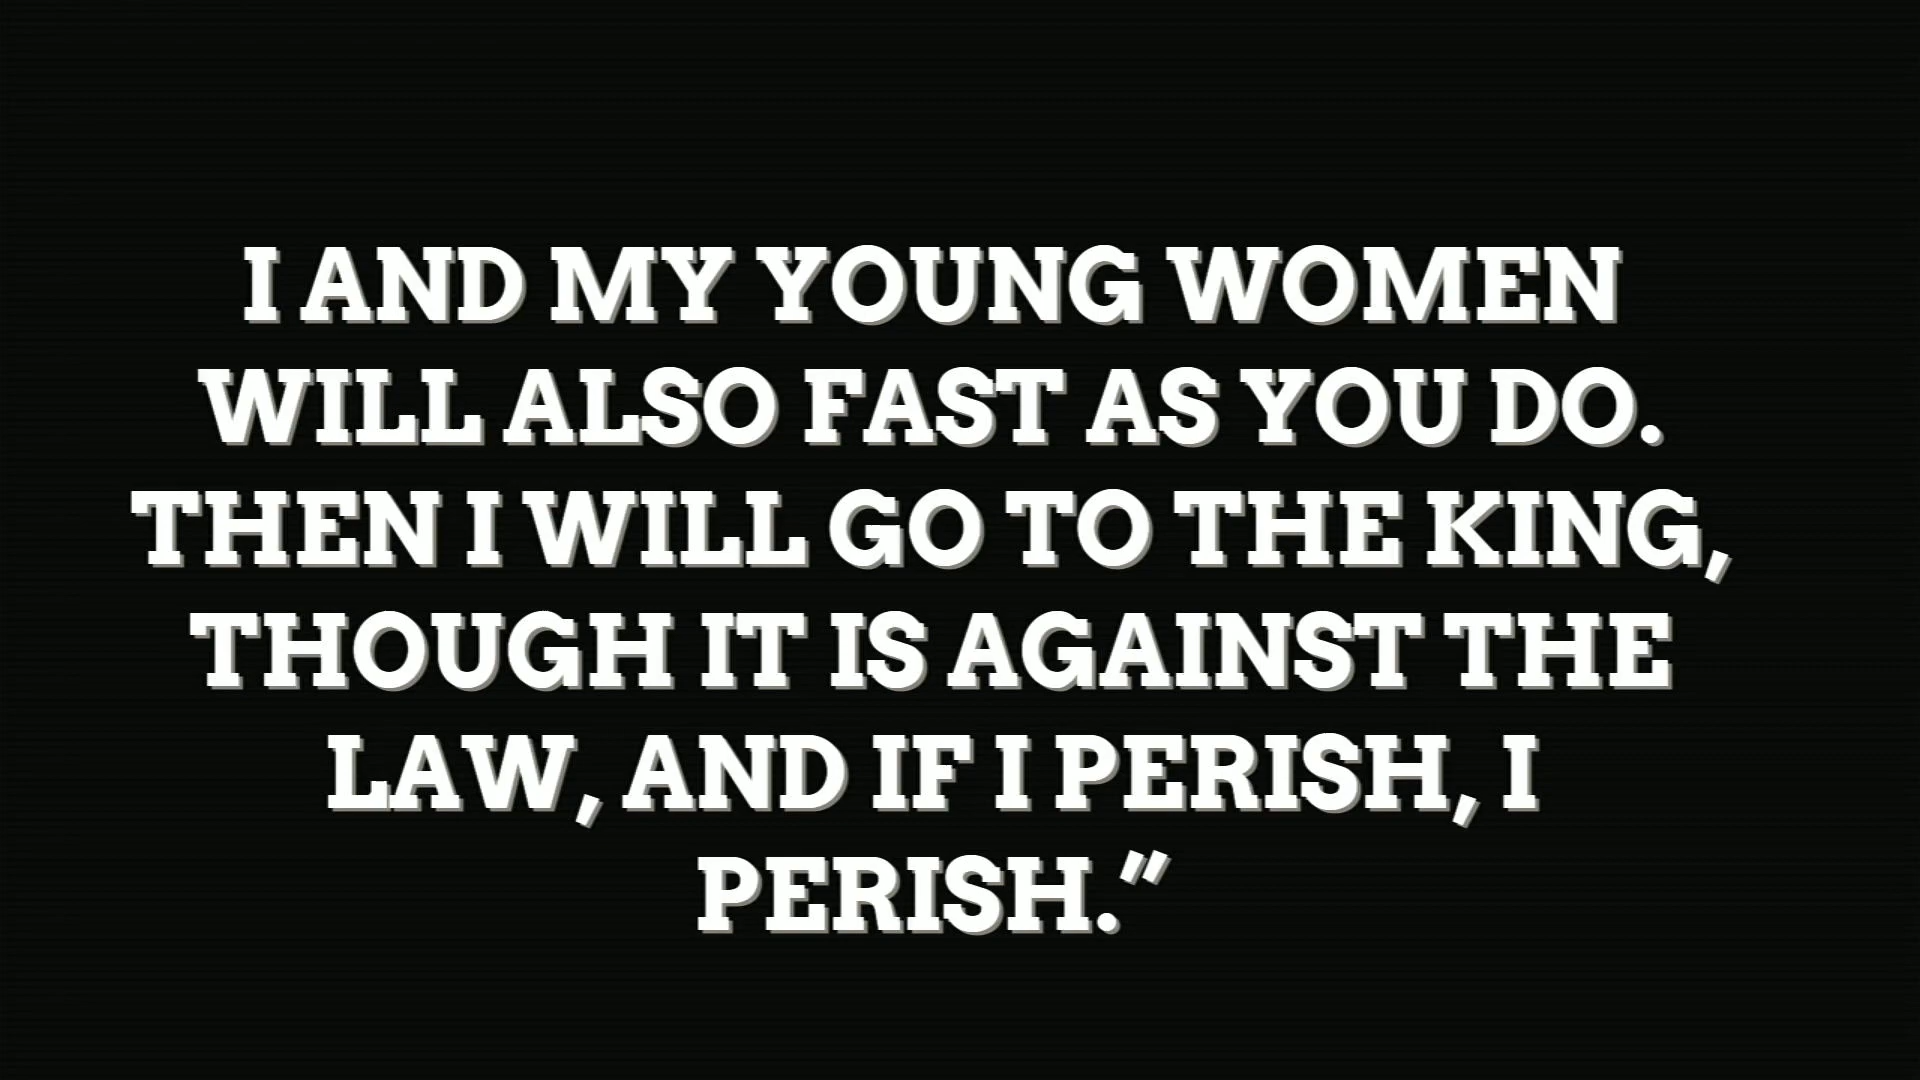 I AND MY YOUNG WOMEN
WILL ALSO FAST AS YOU DO.
THEN I WILL GO TO THE KING,
THOUGH IT IS AGAINST THE
LAW, AND IF I PERISH, I
PERISH.”